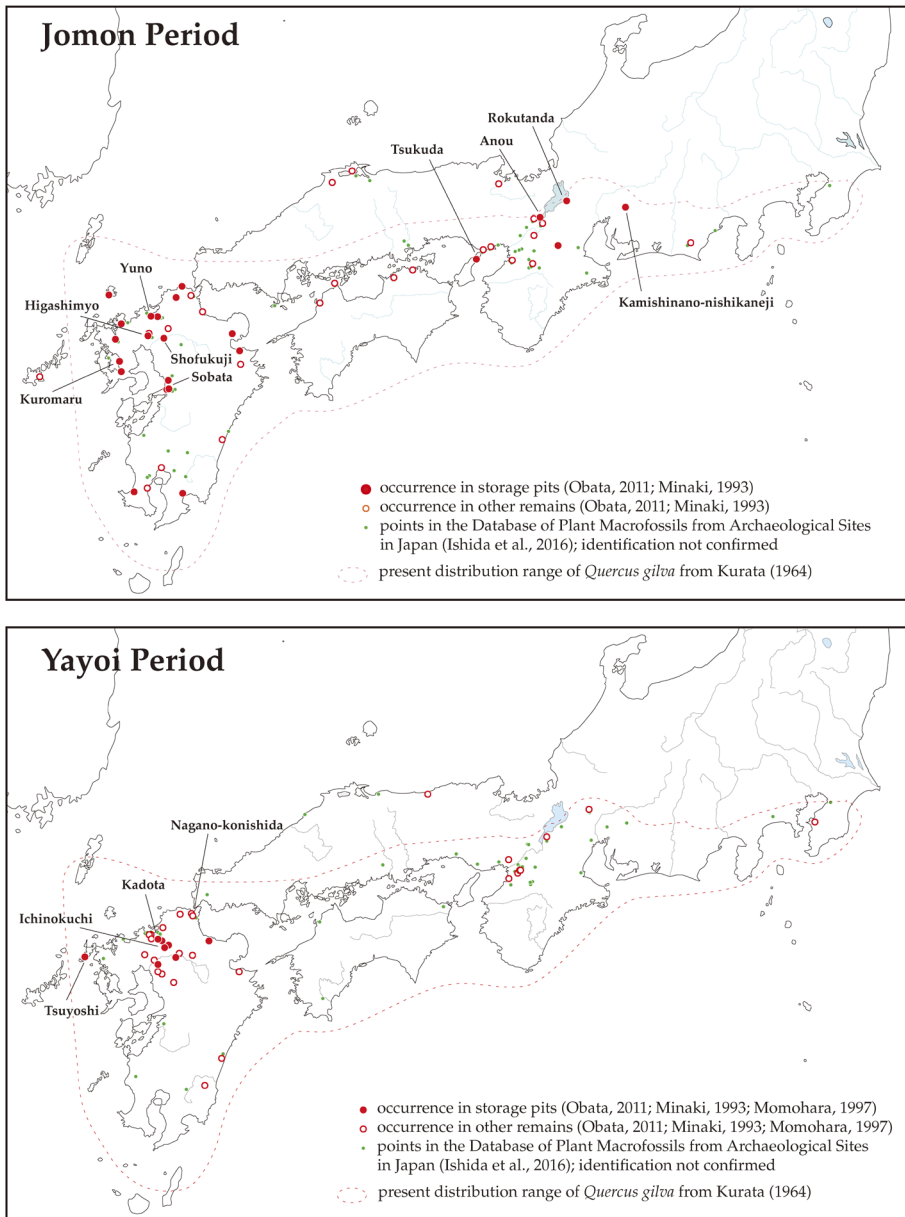 Jomon Period
Rokutanda
Anou
Tsukuda
Kamishinano-nishikaneji
Yuno
Higashimyo
Shofukuji
Sobata
Kuromaru
occurrence in storage pits (Obata, 2011; Minaki, 1993)
occurrence in other remains (Obata, 2011; Minaki, 1993)
points in the Database of Plant Macrofossils from Archaeological Sites
in Japan (Ishida et al., 2016); identification not confirmed
present distribution range of Quercus gilva from Kurata (1964)
Yayoi Period
Nagano-konishida
Kadota
Ichinokuchi
Tsuyoshi
occurrence in storage pits (Obata, 2011; Minaki, 1993; Momohara, 1997)
occurrence in other remains (Obata, 2011; Minaki, 1993; Momohara, 1997)
points in the Database of Plant Macrofossils from Archaeological Sites
in Japan (Ishida et al., 2016); identification not confirmed
present distribution range of Quercus gilva from Kurata (1964)